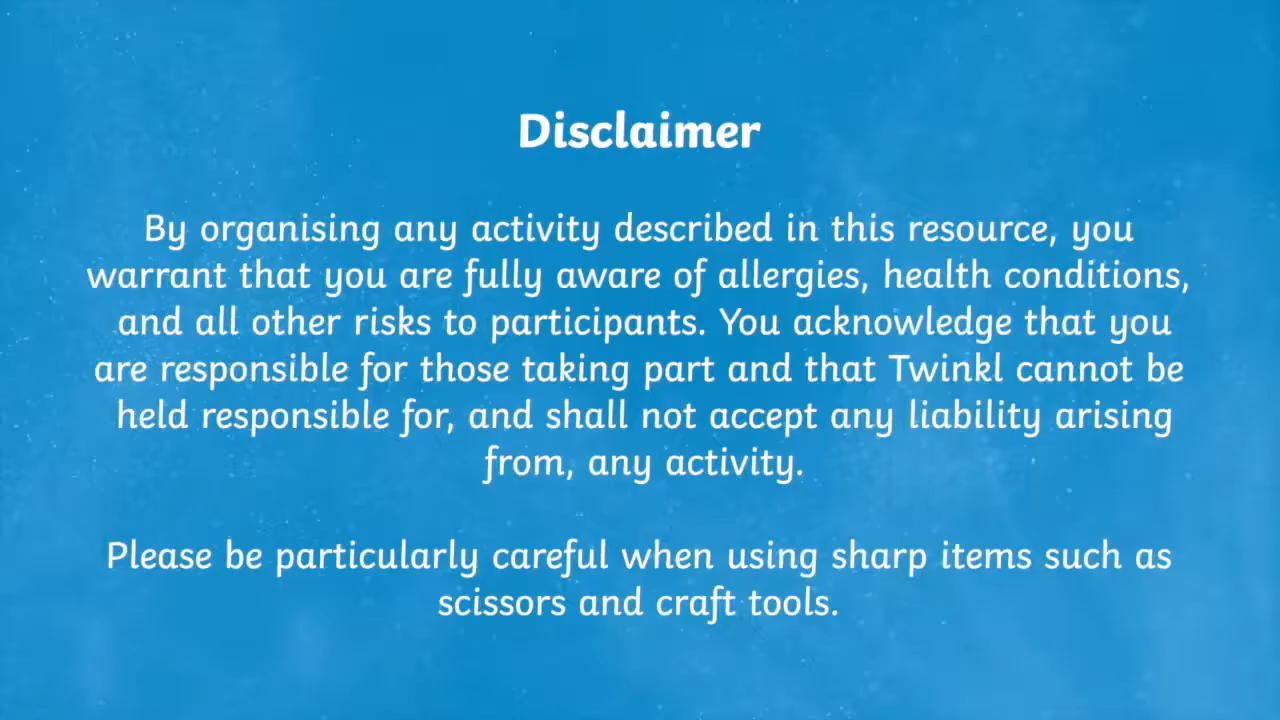 Disclaimer
By organising any activity described in this resource, you
warrant that you are fully aware of allergies, health conditions,
and all other risks to participants. You acknowledge that you
are responsible for those taking part and that Twinkl cannot be
held responsible for, and shall not accept any liability arising
from, any activity.
Please be particularly careful when using sharp items such as
scissors and craft tools.